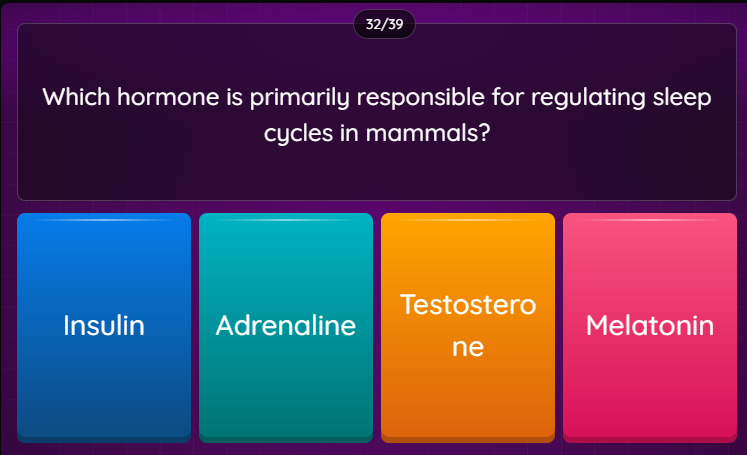 32/39
Which hormone is primarily responsible for regulating sleep
cycles in mammals?
Insulin
Adrenaline
Testostero
ne
Melatonin